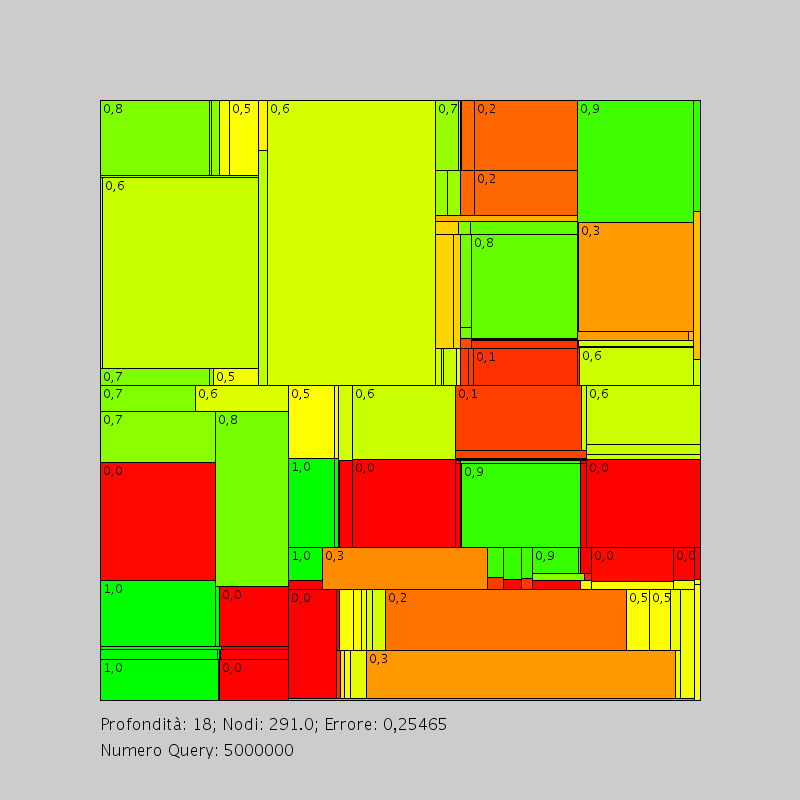 0,8 0,5 0,6 0,7 0,2 0,9
0,6 0,2
0,3
0,8
0,1 0,6
0,7 0,5
0,7 0,6 0,5 0,6 0,1 0,6
0,7 0,8
0,0 1,0 0,0 0,9 0,0
1,0 0,3 0,9 0,0 0,0
1,0 0,0 0,0 0,2 0,5 0,5
1,0 0,0 0,3
Profondità: 18; Nodi: 291.0; Errore: 0,25465
Numero Query: 5000000